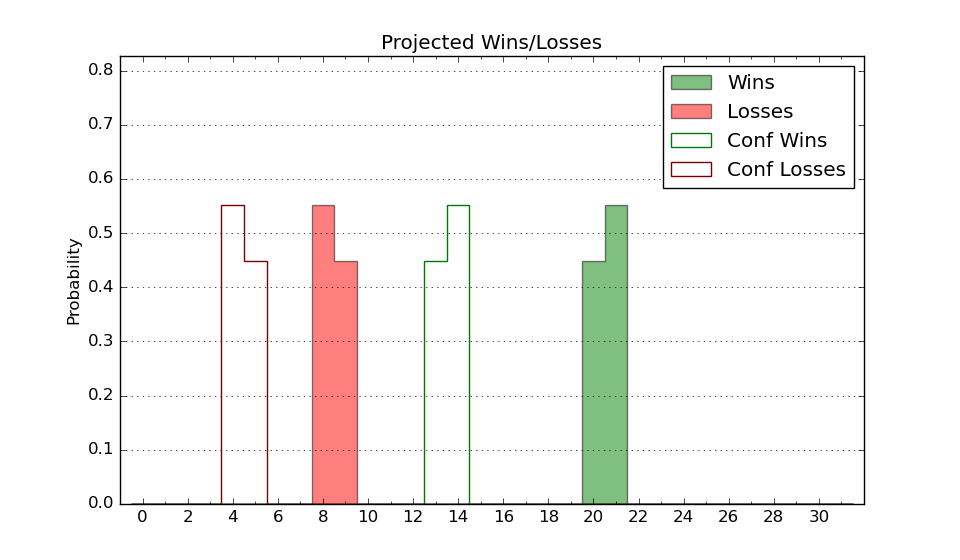 Projected Wins/Losses
Probability
0.8
0.7
0.6
0.5
0.4
0.3
0.2
0.1
0.0
Wins
Losses
Conf Wins
Conf Losses
0 2 4 6 8 10 12 14 16 18 20 22 24 26 28 30